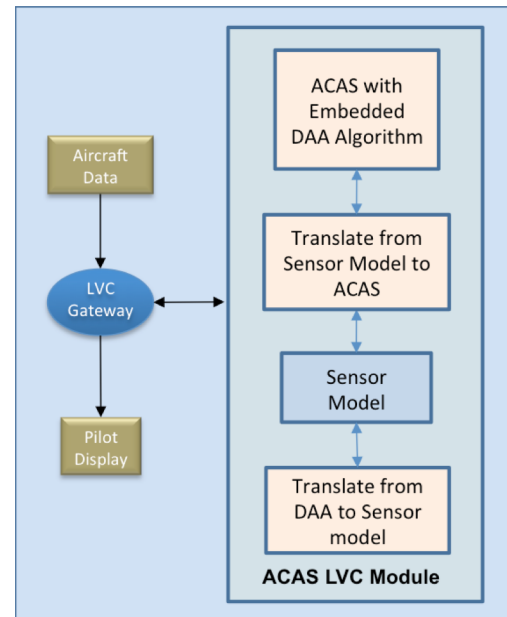 Aircraft
Data
LVC
Gateway
Pilot
Display
ACAS with
Embedded
DAA Algorithm
Translate from
Sensor Model to
ACAS
Sensor
Model
Translate from
DAA to Sensor
model
ACAS LVC Module